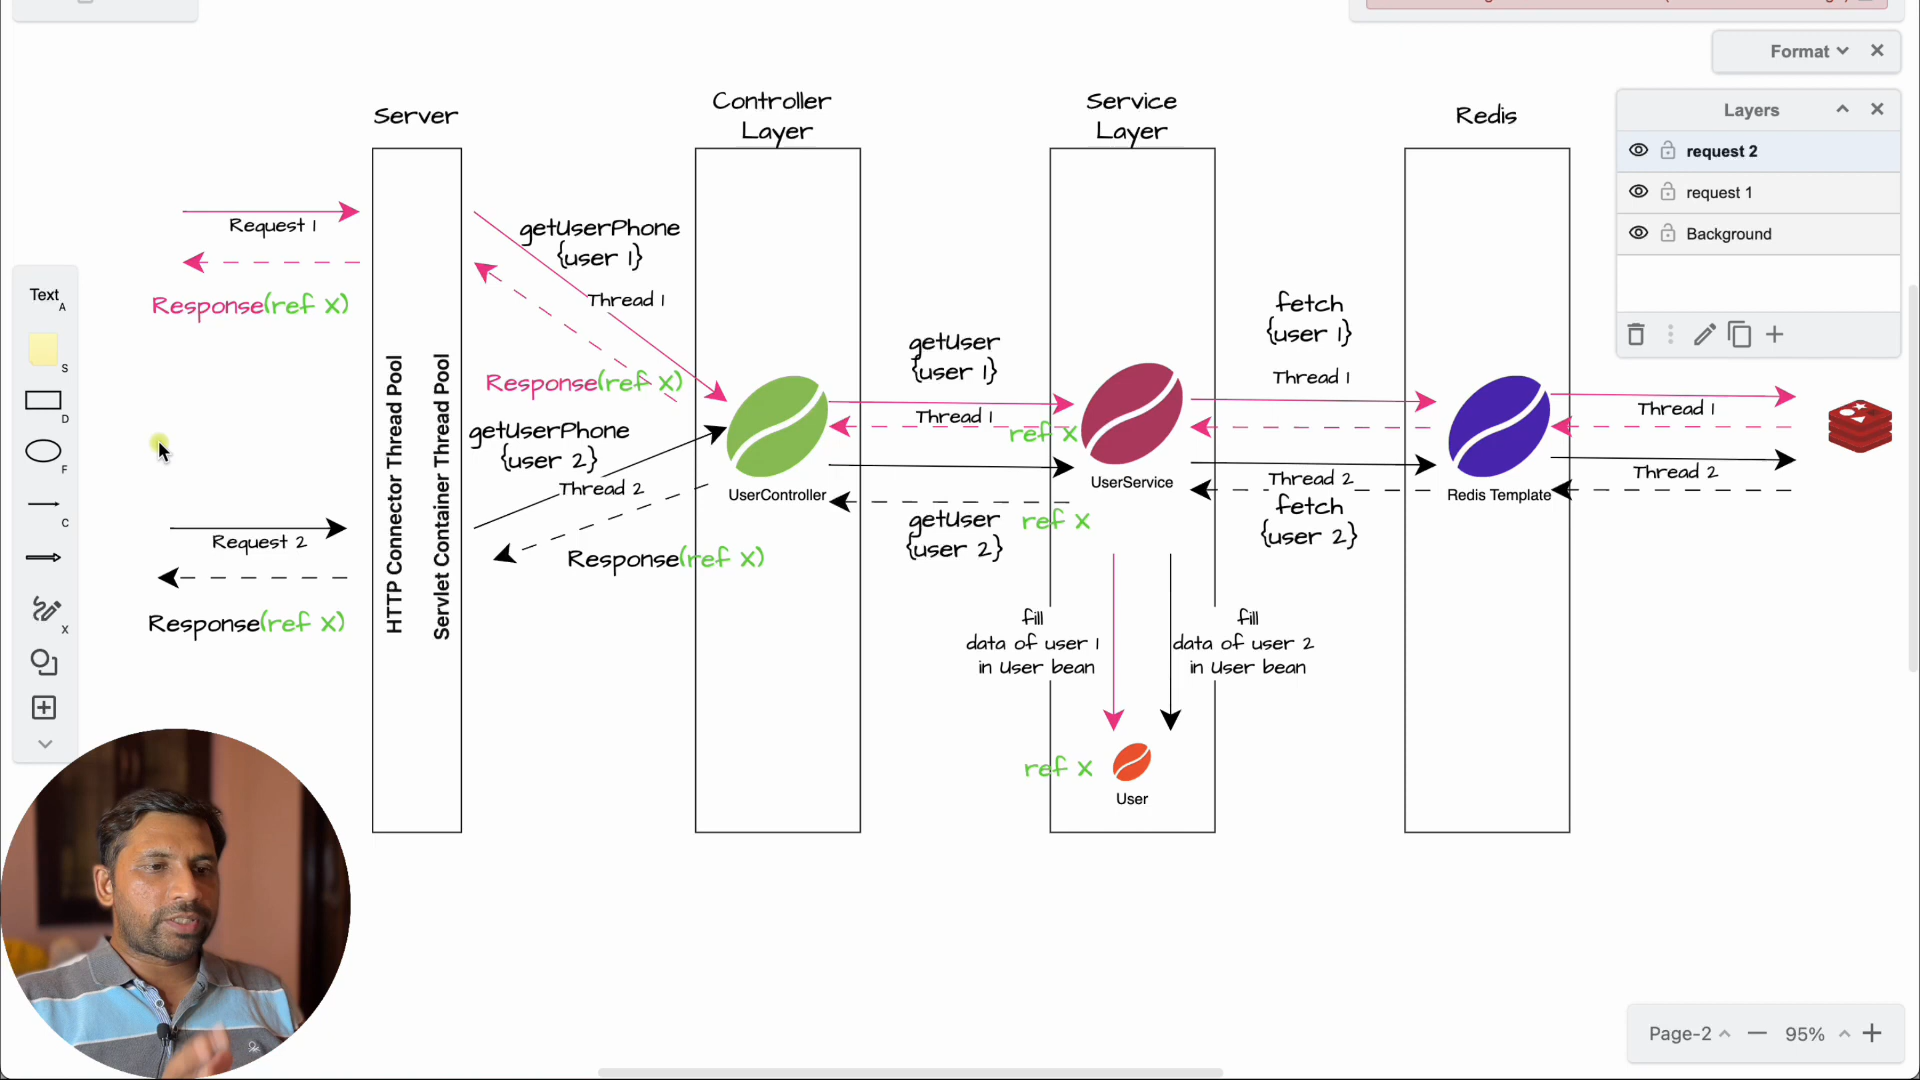 Format
Layers
request 2
request 1
Background
Server
Controller
Layer
Service
Layer
Redis
Request 1
Response(ref x)
getUserPhone
{user 1}
Thread 1
Response(ref x)
getUserPhone
{user 2}
Thread 2
Response(ref x)
Request 2
Response(ref x)
HTTP Connector Thread Pool
Servlet Container Thread Pool
UserController
getUser
{user 1}
Thread 1
ref x
getUser
{user 2}
ref x
UserService
fetch
{user 1}
Thread 1
Thread 2
fetch
{user 2}
Redis Template
Thread 1
Thread 2
fill
data of user 1
in User bean
fill
data of user 2
in User bean
ref x
User
Text
A
S
D
F
C
X
Page-2
95%